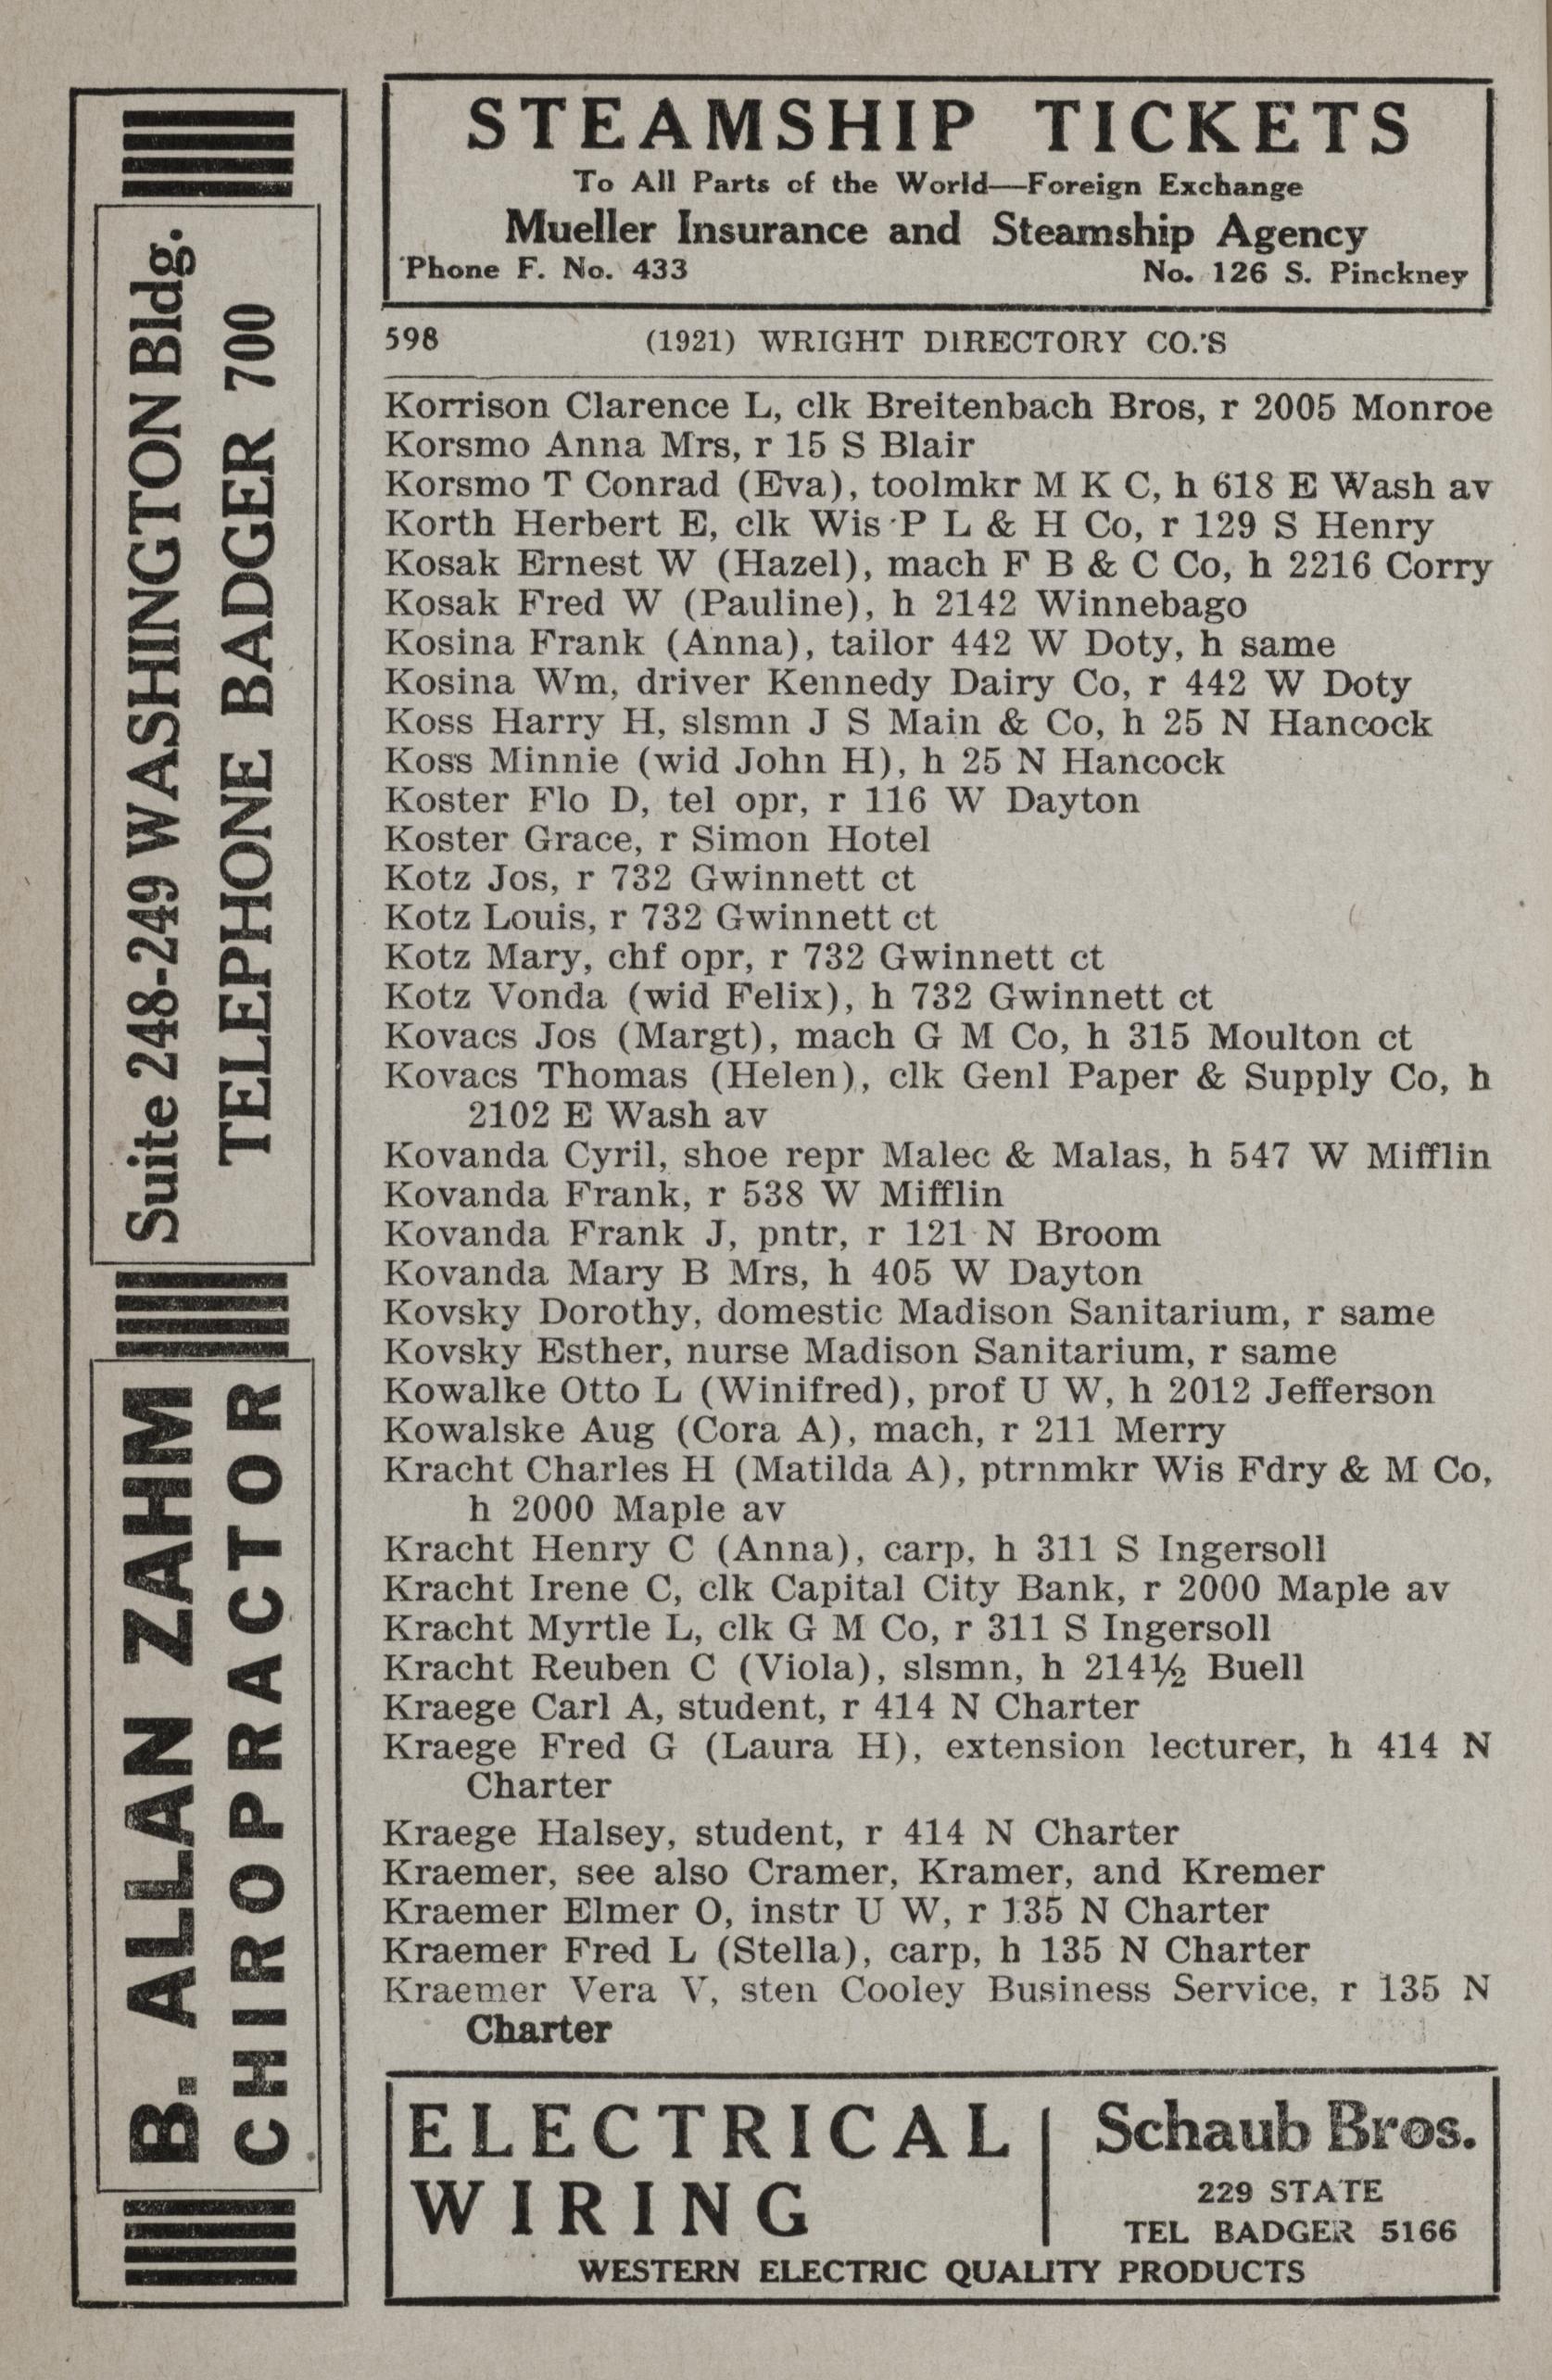 STEAMSHIP TICKETS
To All Parts of the World—Foreign Exchange
Mueller Insurance and Steamship Agency
Phone F. No. 433 No. 126 S. Pinckney
598 (1921) WRIGHT DIRECTORY CO.'S
Korrison Clarence L, clk Breitenbach Bros, r 2005 Monroe
Korsmo Anna Mrs, r 15 S Blair
Korsmo T Conrad (Eva), toolmkr M K C, h 618 E Wash av
Korth Herbert E, clk Wis P L & H Co, r 129 S Henry
Kosak Ernest W (Hazel), mach F B & C Co, h 2216 Corry
Kosak Fred W (Pauline), h 2142 Winnebago
Kosina Frank (Anna), tailor 442 W Doty, h same
Kosina Wm, driver Kennedy Dairy Co, r 442 W Doty
Koss Harry H, slsmn J S Main & Co, h 25 N Hancock
Koss Minnie (wid John H), h 25 N Hancock
Koster Flo D, tel opr, r 116 W Dayton
Koster Grace, r Simon Hotel
Kotz Jos, r 732 Gwinnett ct
Kotz Louis, r 732 Gwinnett ct
Kotz Mary, chf opr, r 732 Gwinnett ct
Kotz Vonda (wid Felix), h 732 Gwinnett ct
Kovacs Jos (Margt), mach G M Co, h 315 Moulton ct
Kovacs Thomas (Helen), clk Genl Paper & Supply Co, h
2102 E Wash av
Kovanda Cyril, shoe repr Malec & Malas, h 547 W Mifflin
Kovanda Frank, r 538 W Mifflin
Kovanda Frank J, pntr, r 121 N Broom
Kovanda Mary B Mrs, h 405 W Dayton
Kovsky Dorothy, domestic Madison Sanitarium, r same
Kovsky Esther, nurse Madison Sanitarium, r same
Kowalke Otto L (Winifred), prof U W, h 2012 Jefferson
Kowalske Aug (Cora A), mach, r 211 Merry
Kracht Charles H (Matilda A), ptrnmkr Wis Fdry & M Co,
h 2000 Maple av
Kracht Henry C (Anna), carp, h 311 S Ingersoll
Kracht Irene C, clk Capital City Bank, r 2000 Maple av
Kracht Myrtle L, clk G M Co, r 311 S Ingersoll
Kracht Reuben C (Viola), slsmn, h 214½ Buell
Kraege Carl A, student, r 414 N Charter
Kraege Fred G (Laura H), extension lecturer, h 414 N
Charter
Kraege Halsey, student, r 414 N Charter
Kraemer, see also Cramer, Kramer, and Kremer
Kraemer Elmer O, instr U W, r 135 N Charter
Kraemer Fred L (Stella), carp, h 135 N Charter
Kraemer Vera V, sten Cooley Business Service, r 135 N
Charter
ELECTRICAL
WIRING
Schaub Bros.
229 STATE
TEL BADGER 5166
WESTERN ELECTRIC QUALITY PRODUCTS
B. ALLAN ZAHM
CHIROPRACTOR
Suite 248-249 WASHINGTON Bldg.
TELEPHONE BADGER 700